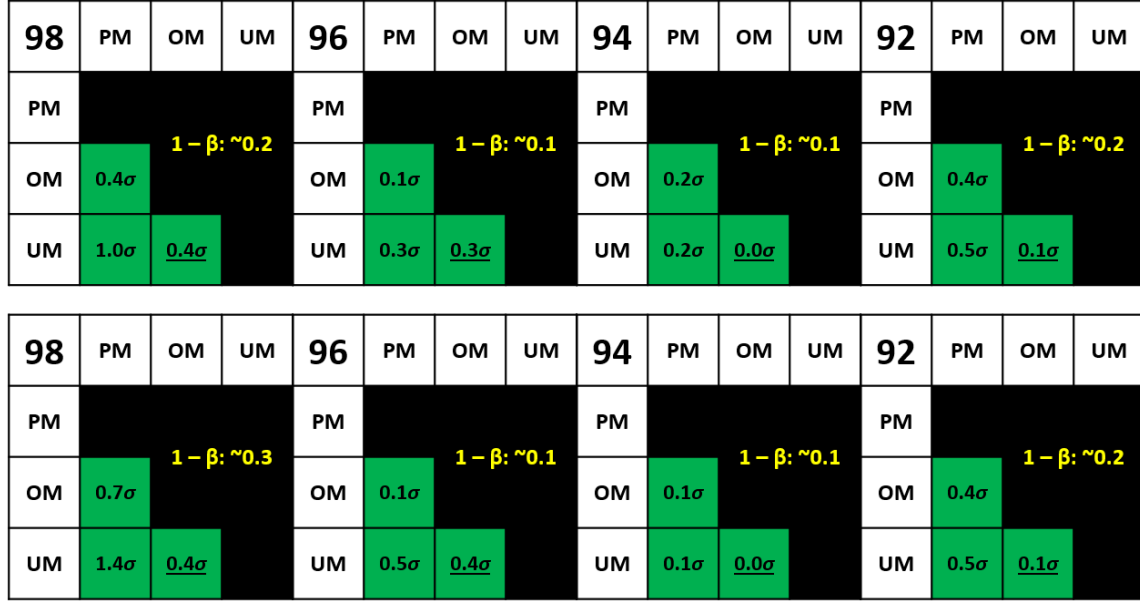 98 PM OM UM 96 PM OM UM 94 PM OM UM 92 PM OM UM
PM PM PM PM
1 – β: ~0.2 1 – β: ~0.1 1 – β: ~0.1 1 – β: ~0.2
OM 0.4σ OM 0.1σ OM 0.2σ OM 0.4σ
UM 1.0σ 0.4σ UM 0.3σ 0.3σ UM 0.2σ 0.0σ UM 0.5σ 0.1σ
98 PM OM UM 96 PM OM UM 94 PM OM UM 92 PM OM UM
PM PM PM PM
1 – β: ~0.3 1 – β: ~0.1 1 – β: ~0.1 1 – β: ~0.2
OM 0.7σ OM 0.1σ OM 0.1σ OM 0.4σ
UM 1.4σ 0.4σ UM 0.5σ 0.4σ UM 0.1σ 0.0σ UM 0.5σ 0.1σ